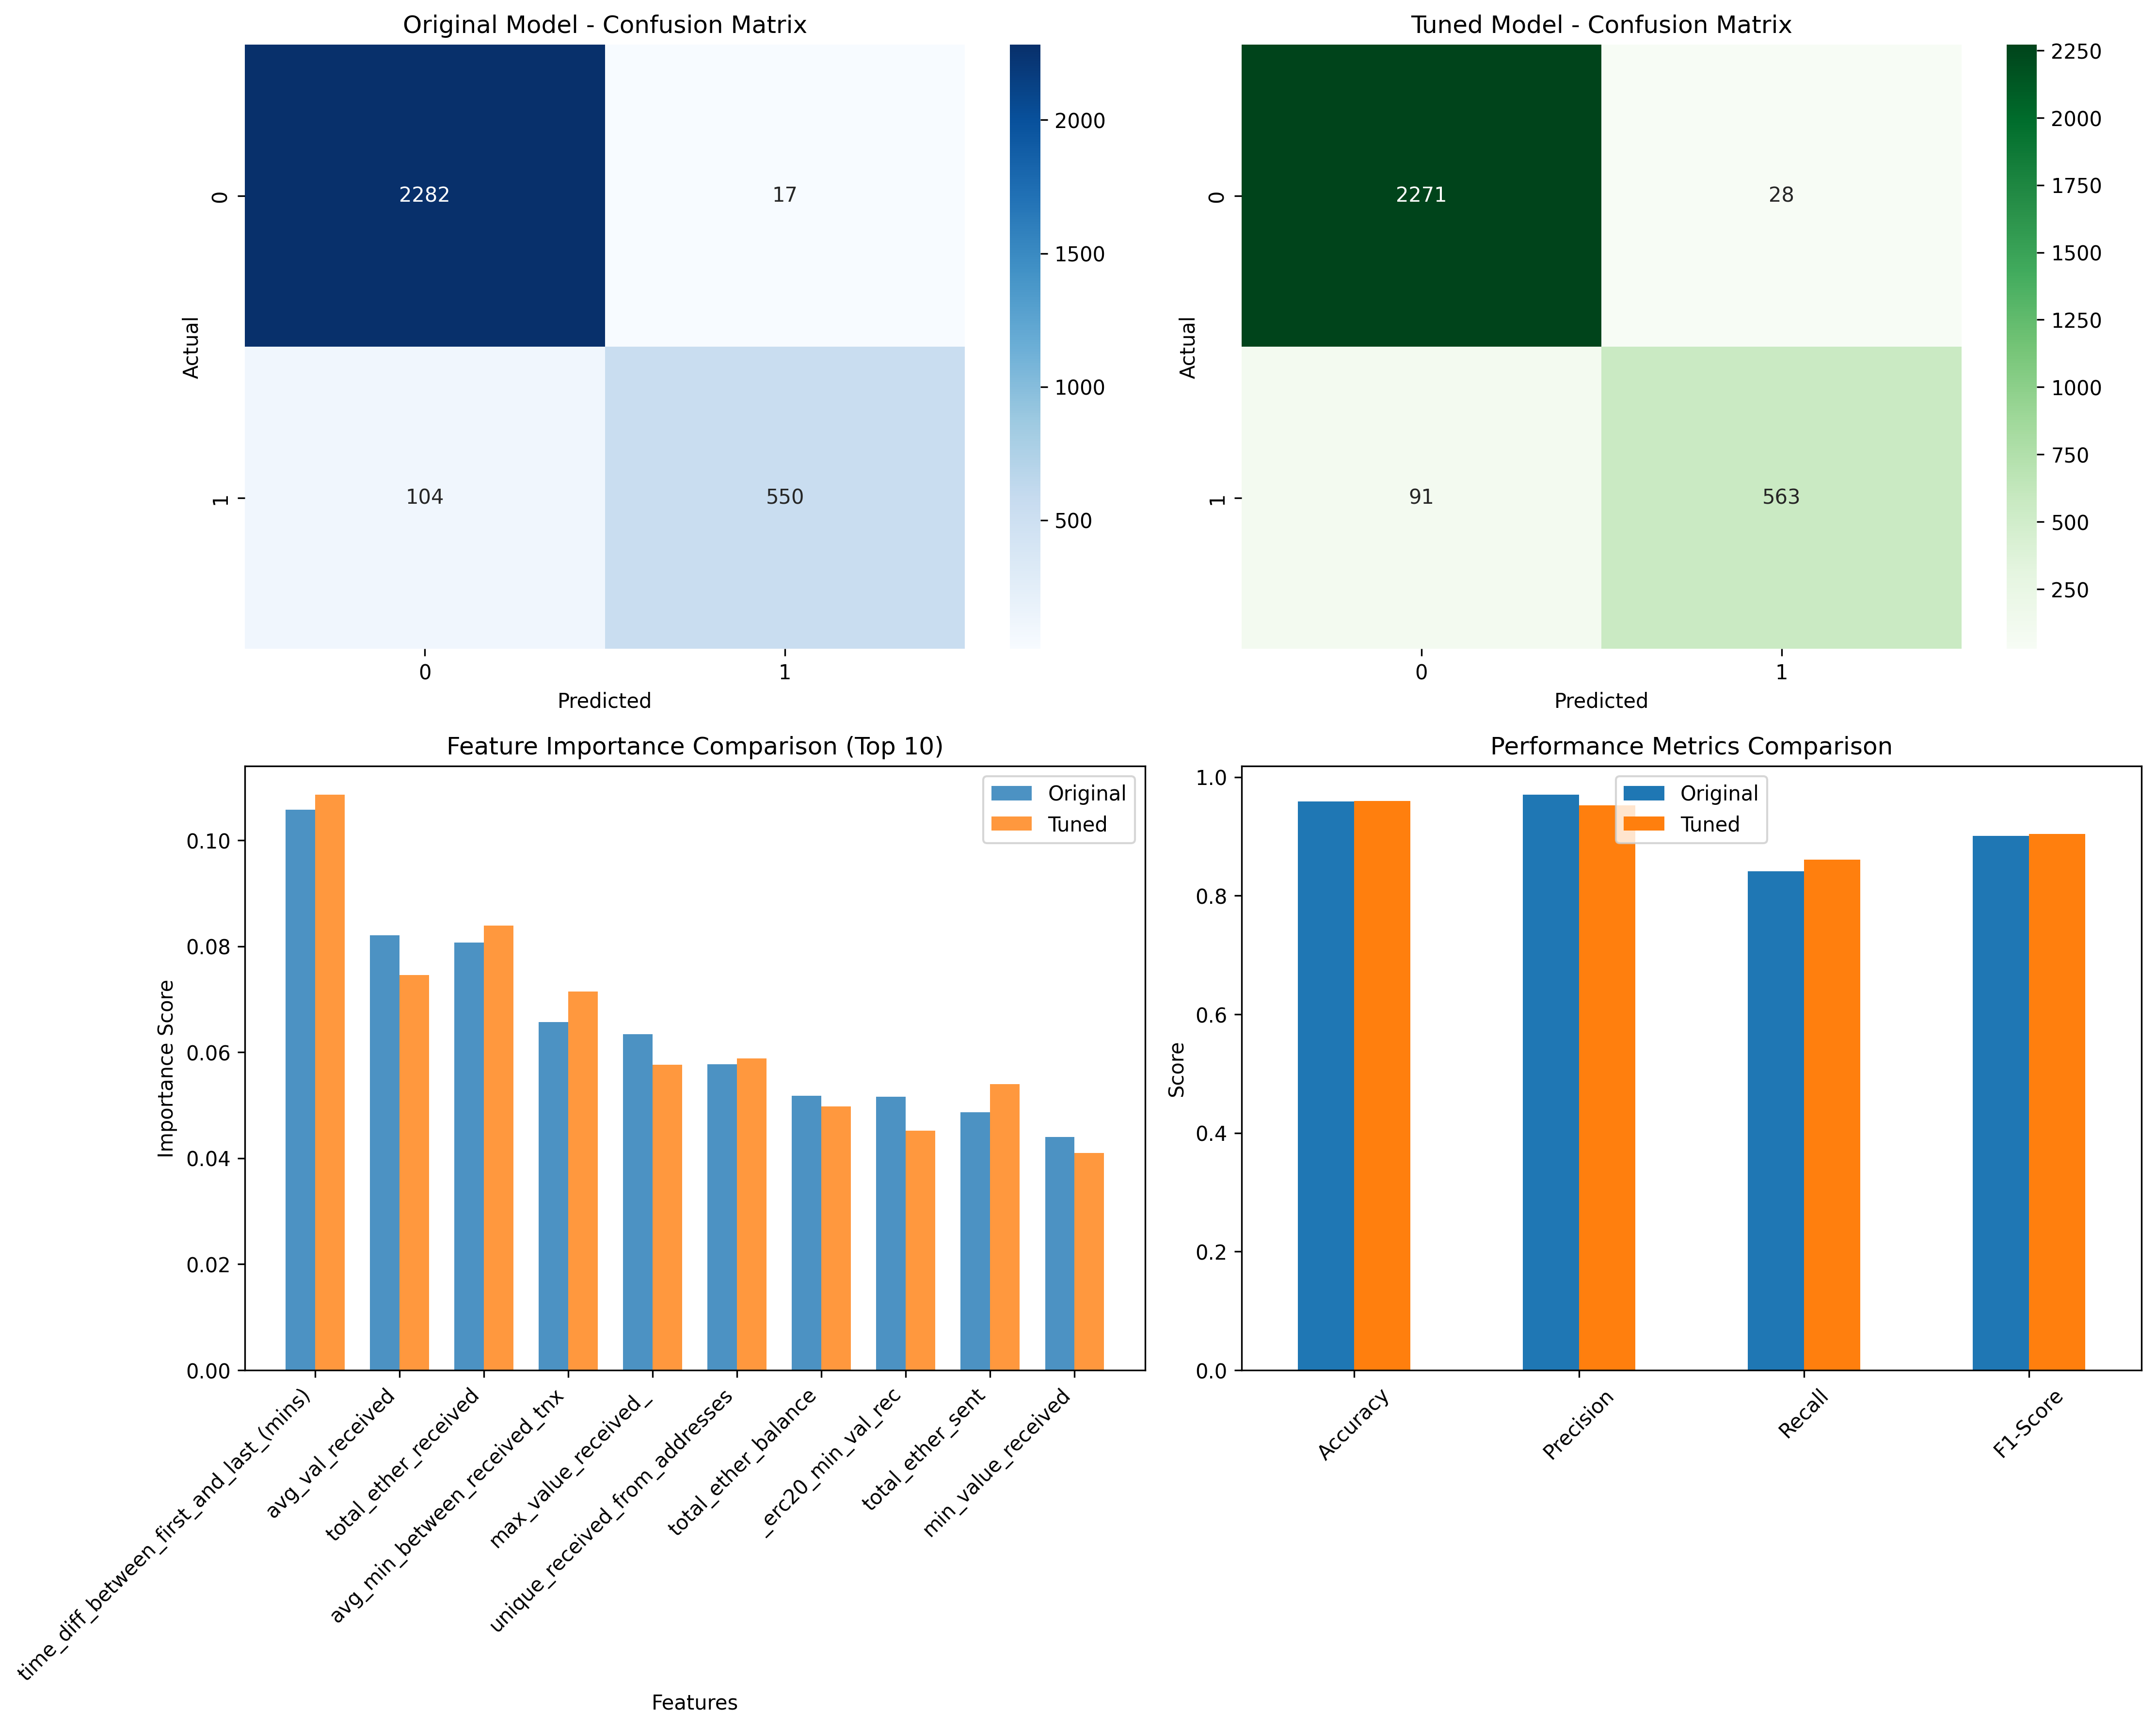 Original Model - Confusion Matrix
Actual
0
1
2282
17
104
550
0
1
Predicted
2000
1500
1000
500
Tuned Model - Confusion Matrix
Actual
0
1
2271
28
91
563
0
1
Predicted
2250
2000
1750
1500
1250
1000
750
500
250
Feature Importance Comparison (Top 10)
Original
Tuned
Importance Score
0.10
0.08
0.06
0.04
0.02
0.00
time_diff_between_first_and_last_(mins)
avg_val_received
total_ether_received
avg_min_between_received_tnx
max_value_received_
unique_received_from_addresses
total_ether_balance
_erc20_min_val_rec
total_ether_sent
min_value_received
Features
Performance Metrics Comparison
Original
Tuned
Score
1.0
0.8
0.6
0.4
0.2
0.0
Accuracy
Precision
Recall
F1-Score